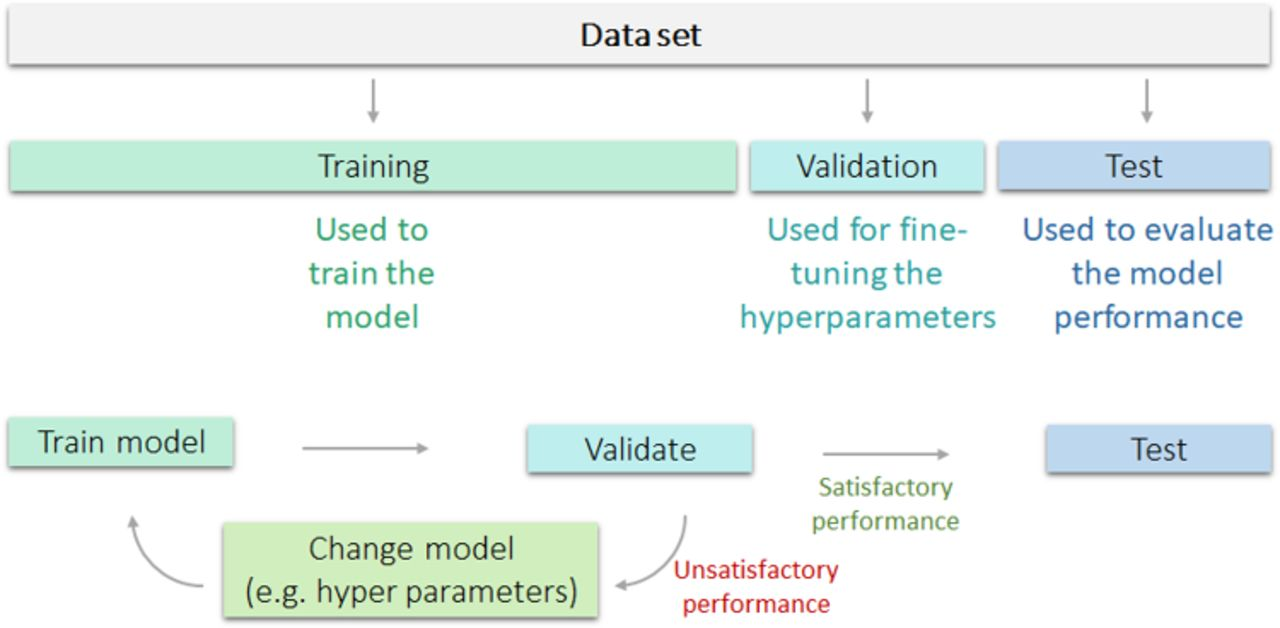 Data set
Training
Validation
Test
Used to
train the
model
Used for fine-
tuning the
hyperparameters
Used to evaluate
the model
performance
Train model
Validate
Test
Satisfactory
performance
Change model
(e.g. hyper parameters)
Unsatisfactory
performance